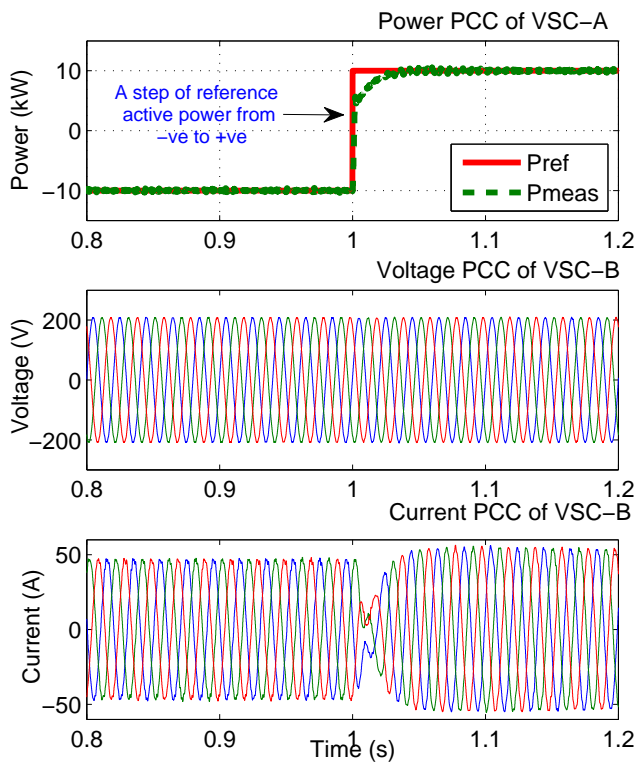 Power PCC of VSC−A
Power (kW)
10
0
−10
A step of reference
active power from
−ve to +ve
Pref
Pmeas
0.8 0.9 1 1.1 1.2
Voltage PCC of VSC−B
Voltage (V)
200
0
−200
0.8 0.9 1 1.1 1.2
Current PCC of VSC−B
Current (A)
50
0
−50
0.8 0.9 1 1.1 1.2
Time (s)